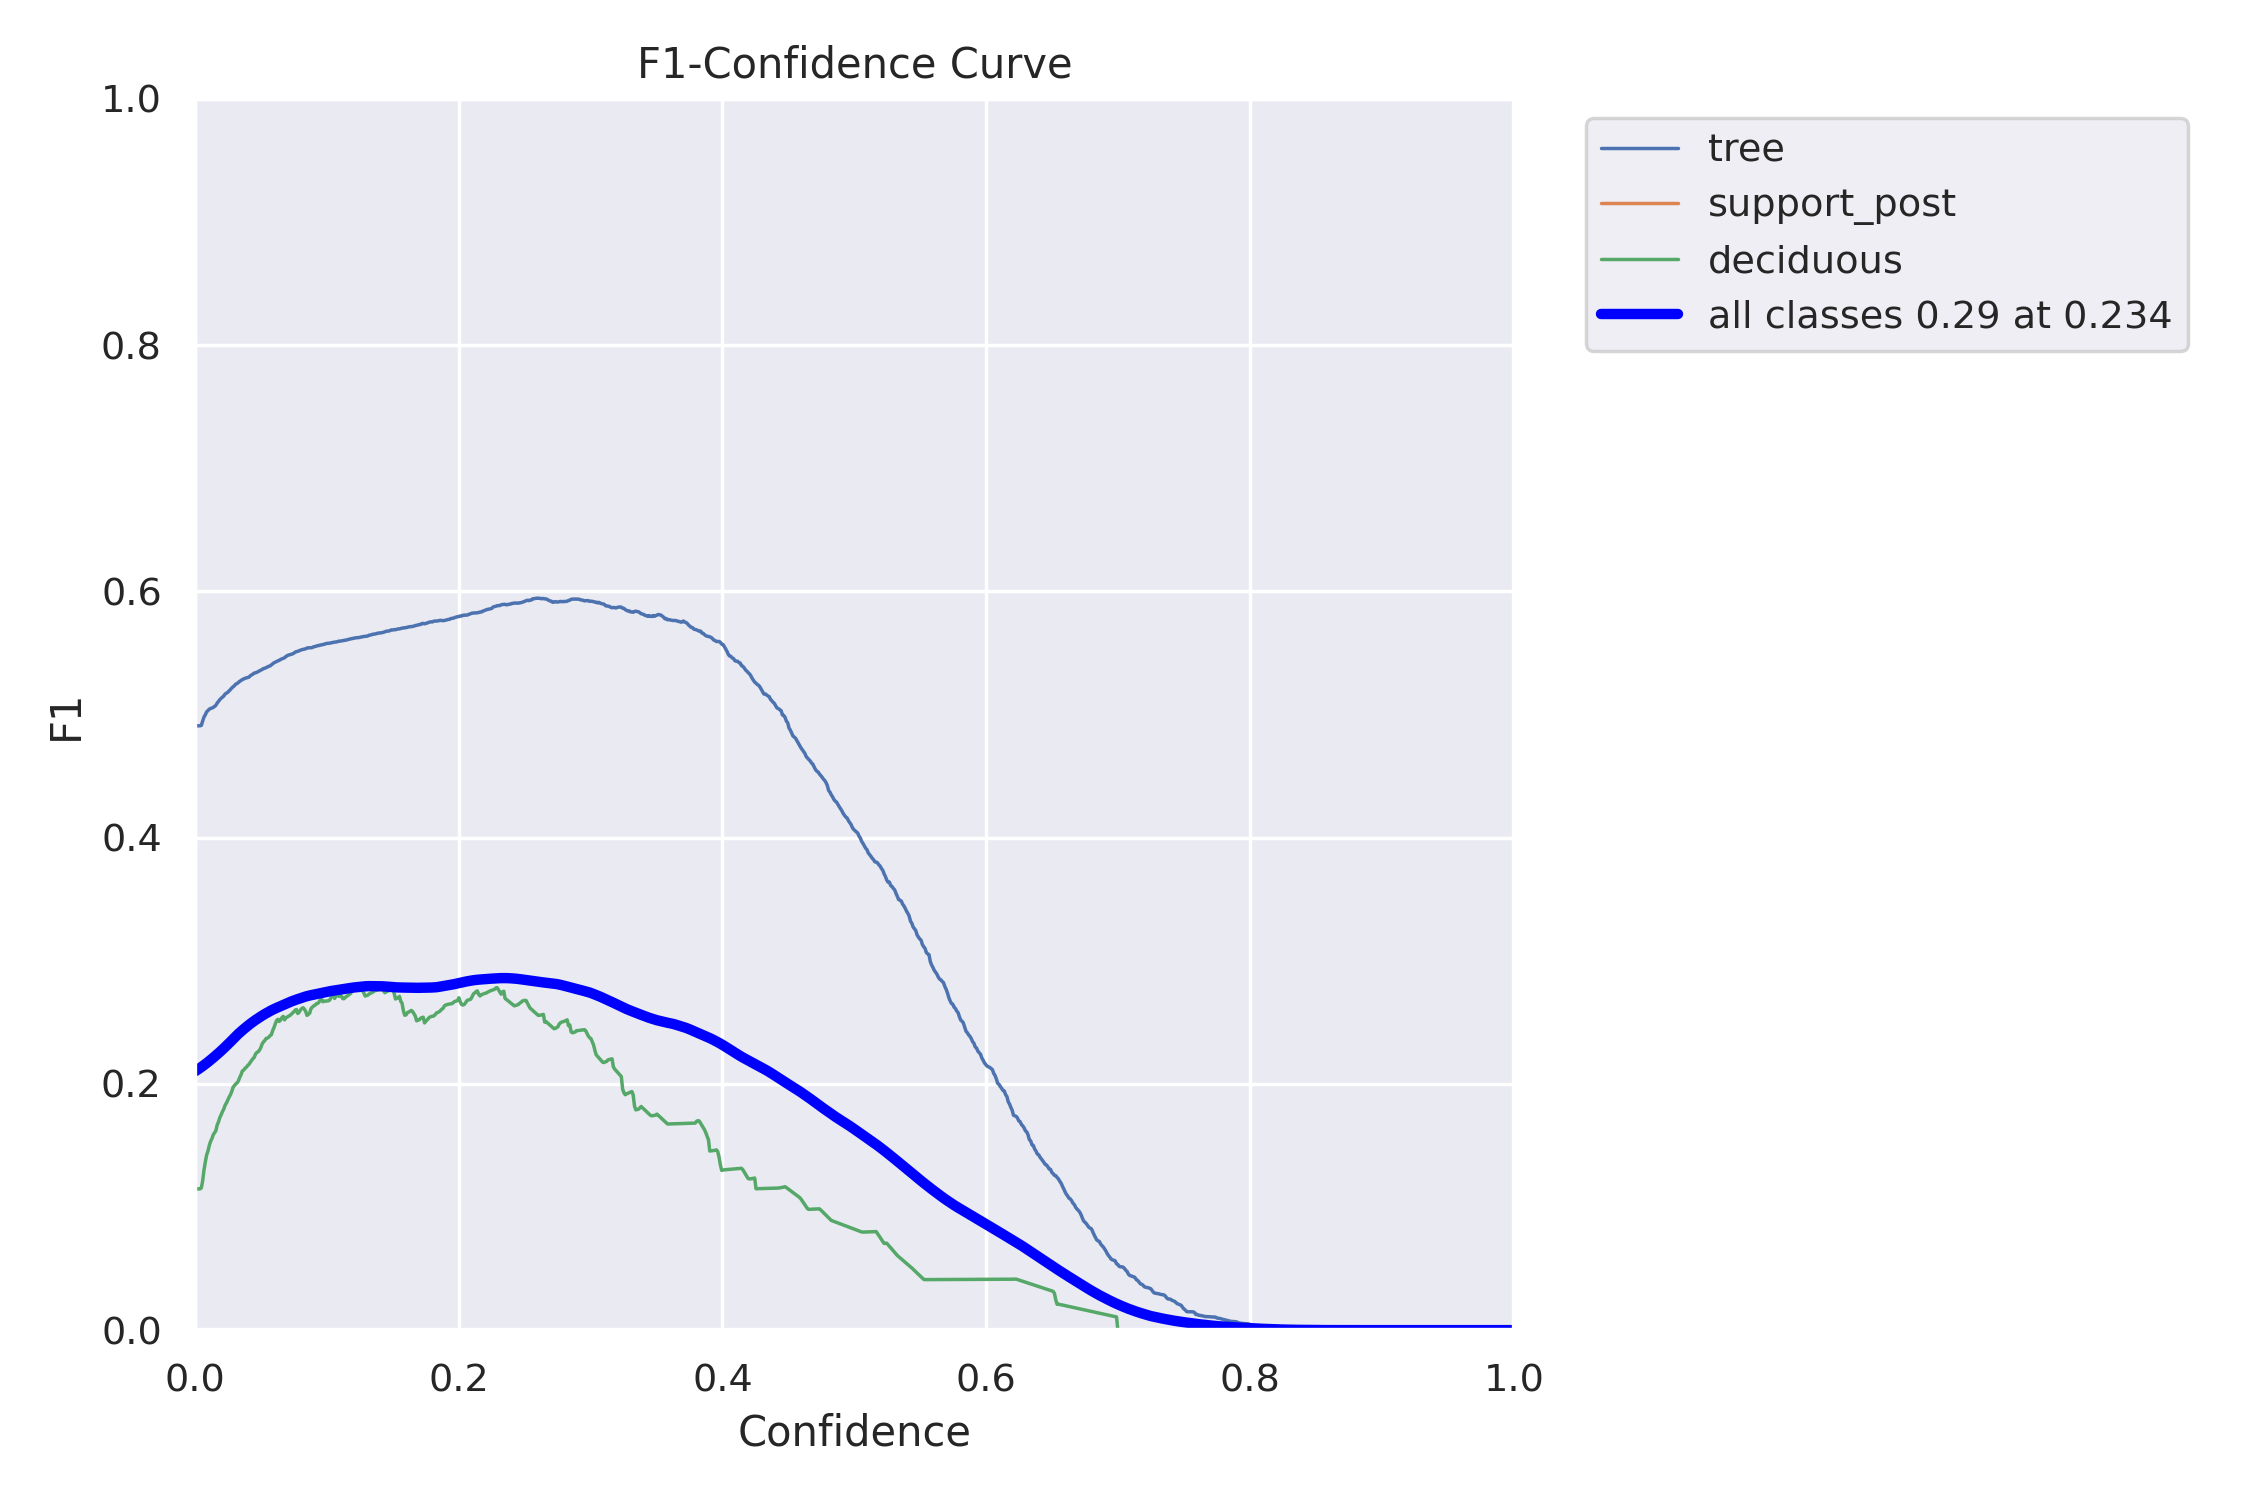 F1-Confidence Curve
1.0
0.8
0.6
0.4
0.2
0.0
F1
0.0 0.2 0.4 0.6 0.8 1.0
Confidence
tree
support_post
deciduous
all classes 0.29 at 0.234